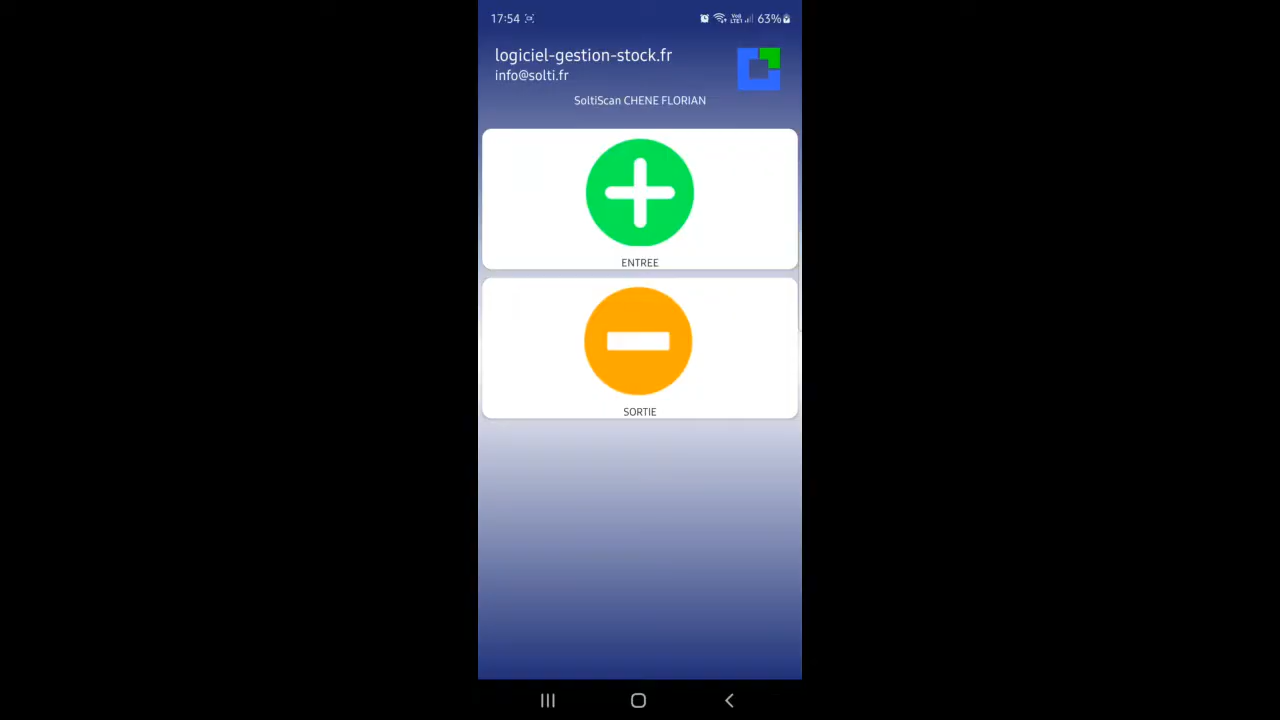 17:54 63%
logiciel-gestion-stock.fr
info@solti.fr
SoltiScan CHENE FLORIAN
ENTREE
SORTIE